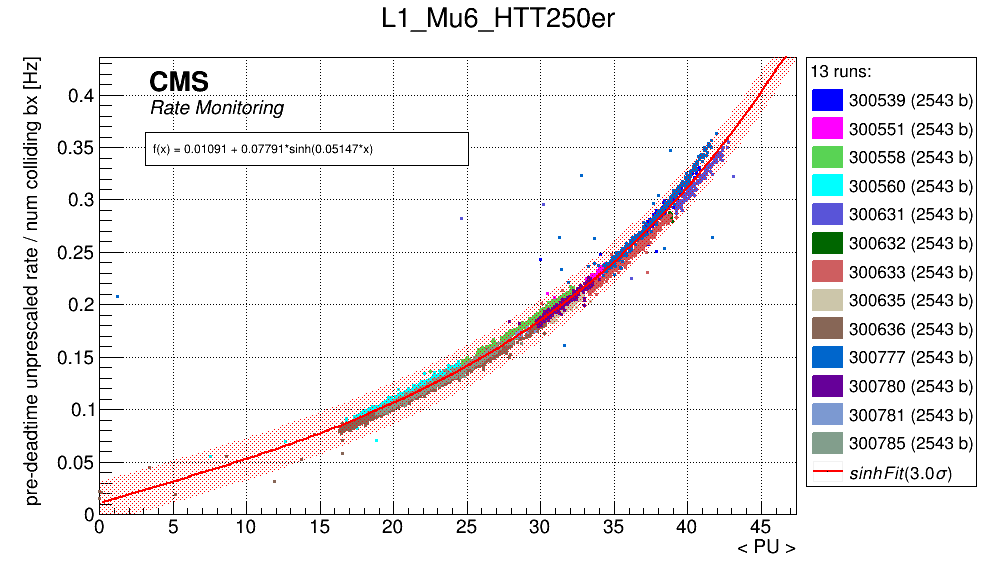 L1_Mu6_HTT250er
pre-deadtime unprescaled rate / num colliding bx [Hz]
CMS
Rate Monitoring
f(x) = 0.01091 + 0.07791*sinh(0.05147*x)
0.4
0.35
0.3
0.25
0.2
0.15
0.1
0.05
0
0 5 10 15 20 25 30 35 40 45
< PU >
13 runs:
300539 (2543 b)
300551 (2543 b)
300558 (2543 b)
300560 (2543 b)
300631 (2543 b)
300632 (2543 b)
300633 (2543 b)
300635 (2543 b)
300636 (2543 b)
300777 (2543 b)
300780 (2543 b)
300781 (2543 b)
300785 (2543 b)
sinhFit(3.0σ)